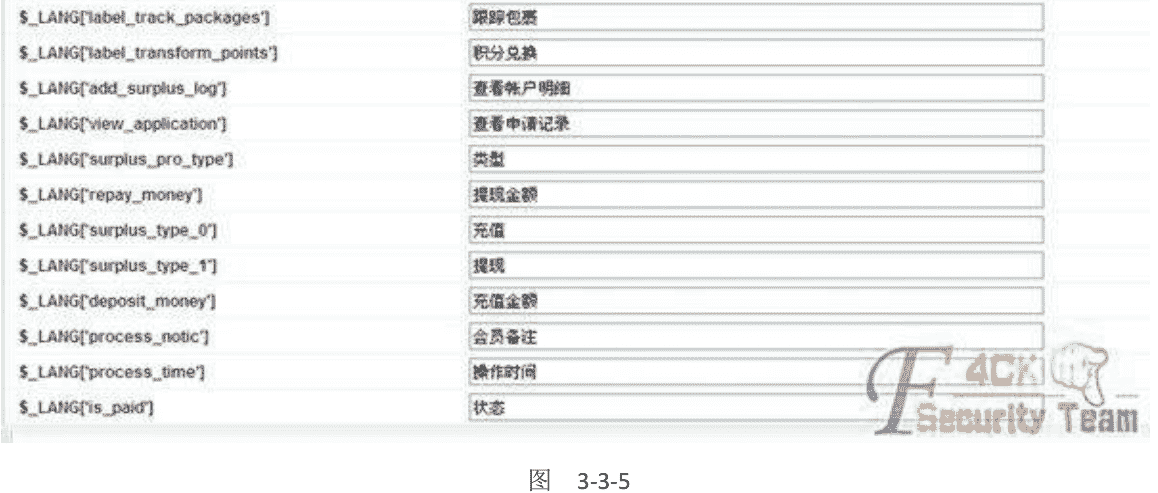 $_LANG['label_track_packages'] 跟踪包裹
$_LANG['label_transform_points'] 积分兑换
$_LANG['add_surplus_log'] 查看帐户明细
$_LANG['view_application'] 查看申请记录
$_LANG['surplus_pro_type'] 类型
$_LANG['repay_money'] 提现金额
$_LANG['surplus_type_0'] 充值
$_LANG['surplus_type_1'] 提现
$_LANG['deposit_money'] 充值金额
$_LANG['process_notic'] 会员备注
$_LANG['process_time'] 操作时间
$_LANG['is_paid'] 状态
F4CK
Security Team
图 3-3-5